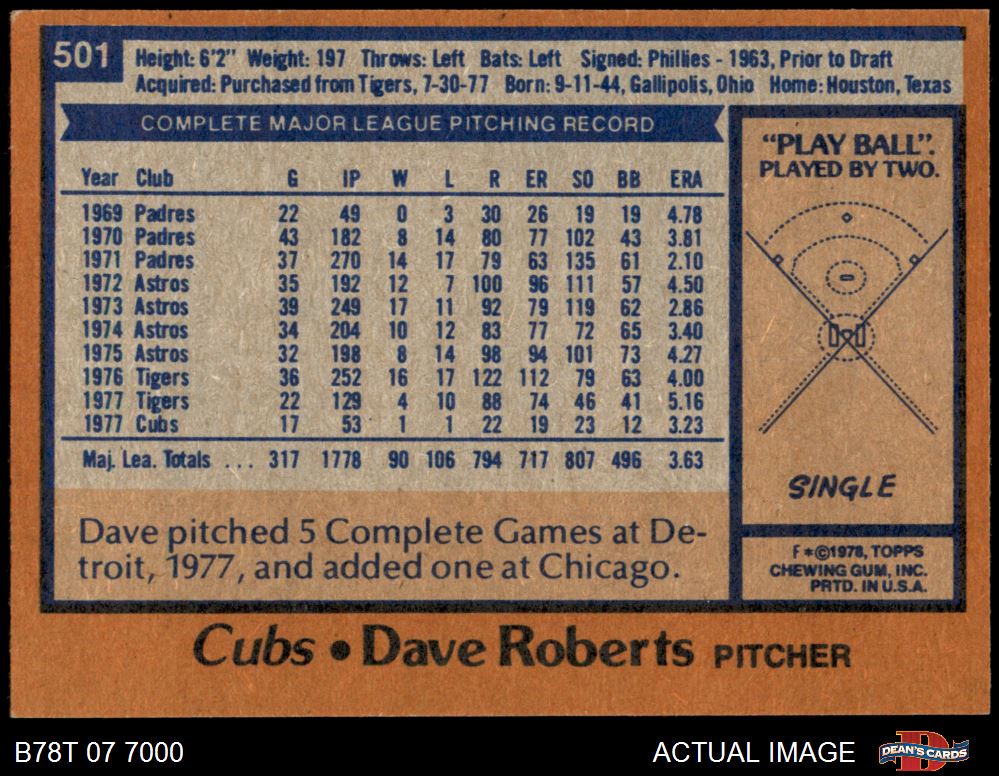 501
Height: 6'2" Weight: 197 Throws: Left Bats: Left Signed: Phillies - 1963, Prior to Draft
Acquired: Purchased from Tigers, 7-30-77 Born: 9-11-44, Gallipolis, Ohio Home: Houston, Texas
COMPLETE MAJOR LEAGUE PITCHING RECORD
Year Club G IP W L R ER SO BB ERA
1969 Padres 22 49 0 3 30 26 19 19 4.78
1970 Padres 43 182 8 14 80 77 102 43 3.81
1971 Padres 37 270 14 17 79 63 135 61 2.10
1972 Astros 35 192 12 7 100 96 111 57 4.50
1973 Astros 39 249 17 11 92 79 119 62 2.86
1974 Astros 34 204 10 12 83 77 72 65 3.40
1975 Astros 32 198 8 14 98 94 101 73 4.27
1976 Tigers 36 252 16 17 122 112 79 63 4.00
1977 Tigers 22 129 4 10 88 74 46 41 5.16
1977 Cubs 17 53 1 1 22 19 23 12 3.23
Maj. Lea. Totals ... 317 1778 90 106 794 717 807 496 3.63
Dave pitched 5 Complete Games at De-
troit, 1977, and added one at Chicago.
"PLAY BALL".
PLAYED BY TWO.
SINGLE
F*©1978, TOPPS
CHEWING GUM, INC.
PRTD. IN U.S.A.
Cubs • Dave Roberts PITCHER
B78T 07 7000
ACTUAL IMAGE
D
DEAN'S CARDS